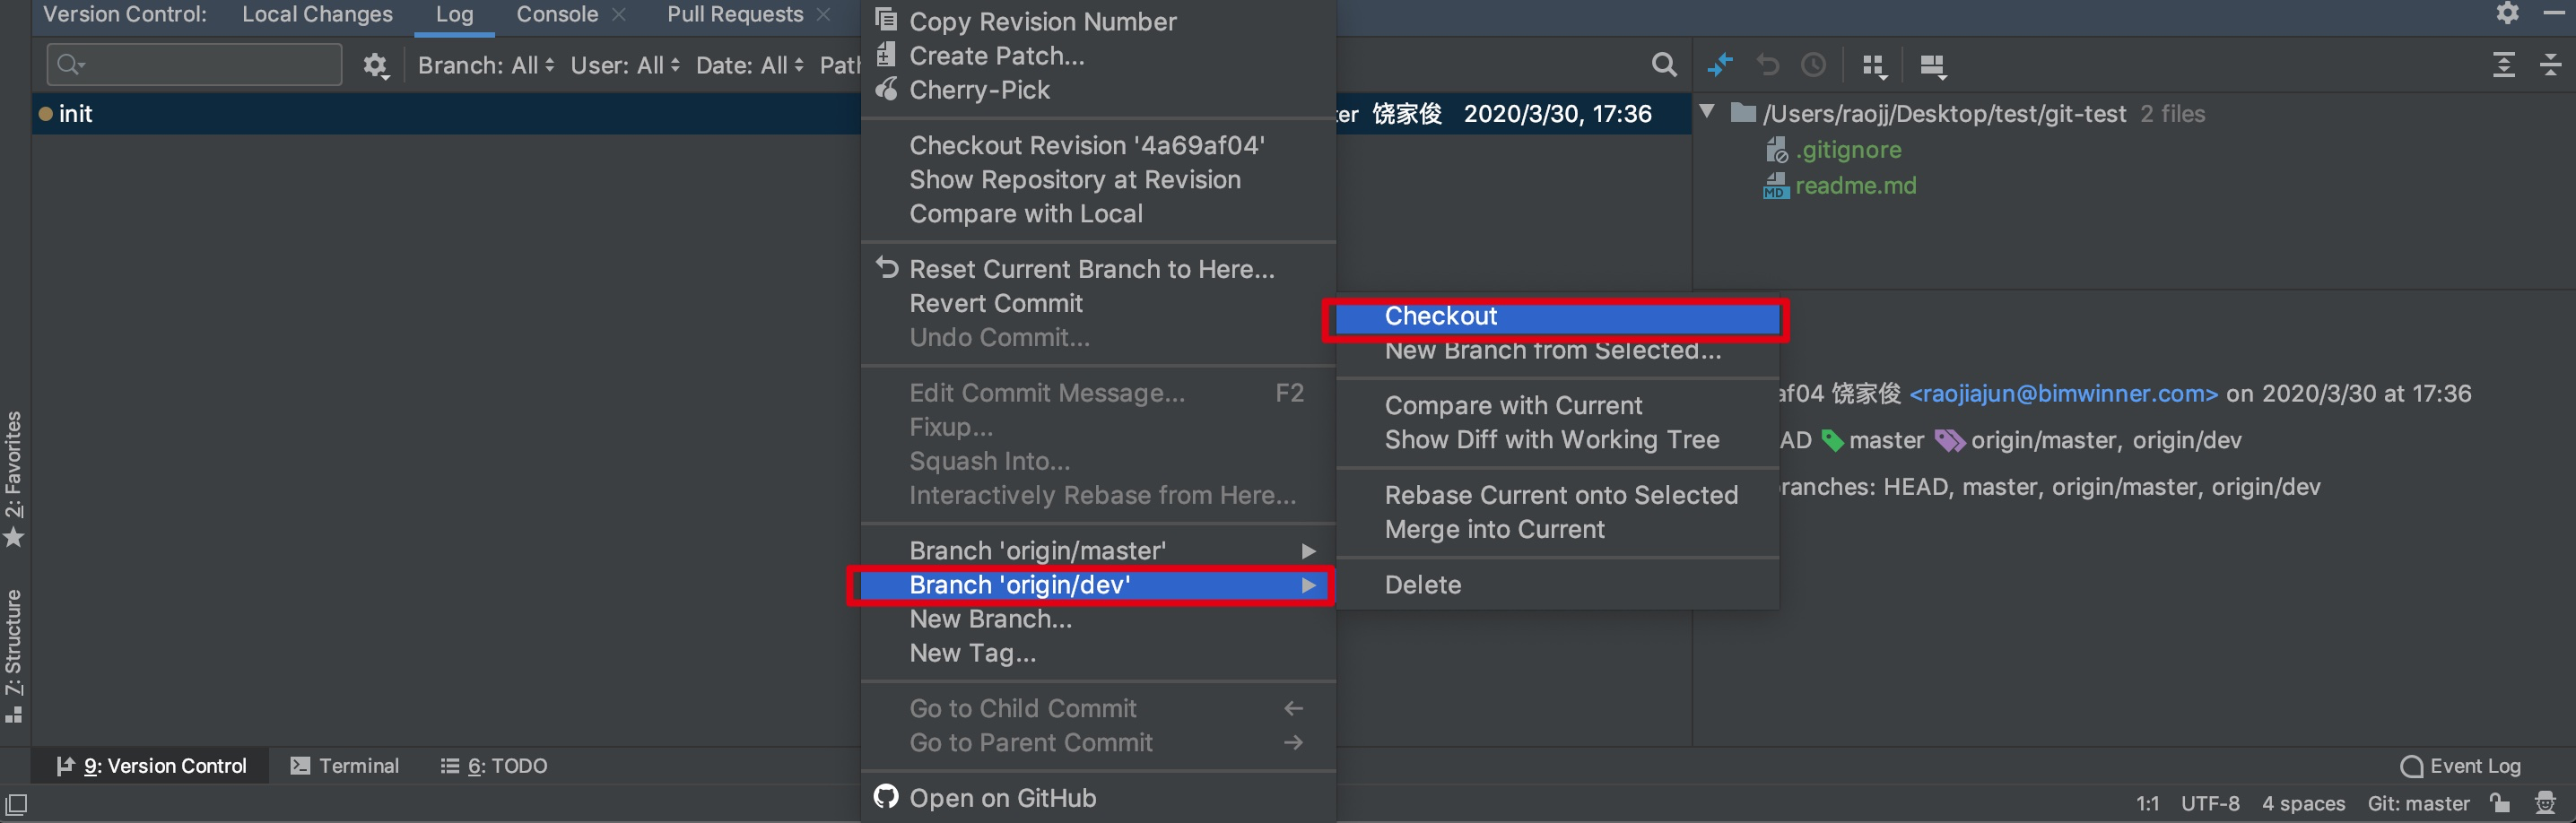 Version Control: Local Changes Log Console Pull Requests
Branch: All User: All Date: All
init
饶家俊 2020/3/30, 17:36
Copy Revision Number
Create Patch...
Cherry-Pick
Checkout Revision '4a69af04'
Show Repository at Revision
Compare with Local
Reset Current Branch to Here...
Revert Commit
Undo Commit...
Edit Commit Message... F2
Fixup...
Squash Into...
Interactively Rebase from Here...
Branch 'origin/master'
Branch 'origin/dev'
New Branch...
New Tag...
Go to Child Commit
Go to Parent Commit
Open on GitHub
Checkout
New Branch from Selected...
Compare with Current
Show Diff with Working Tree
Rebase Current onto Selected
Merge into Current
Delete
/Users/raojj/Desktop/test/git-test 2 files
.gitignore
MD readme.md
af04 饶家俊 <raojiajun@bimwinner.com> on 2020/3/30 at 17:36
AD master origin/master, origin/dev
ranches: HEAD, master, origin/master, origin/dev
2: Favorites
7: Structure
9: Version Control Terminal 6: TODO
Event Log
1:1 UTF-8 4 spaces Git: master